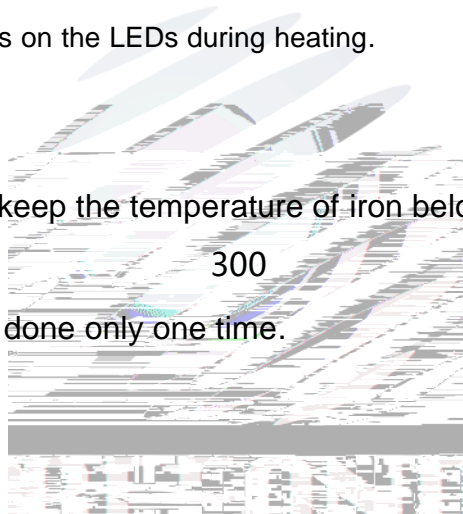 s on the LEDs during heating.
keep the temperature of iron belo
300
done only one time.